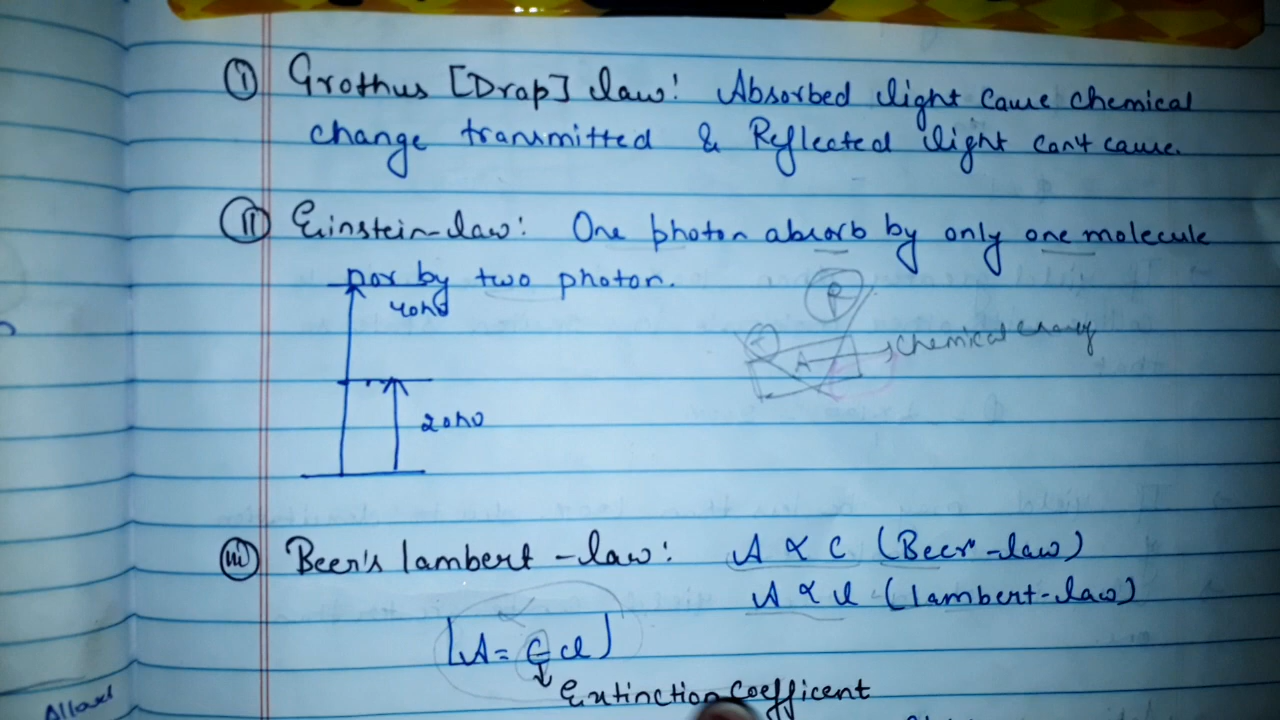 (i) Grothus [Drap] law: Absorbed light cause chemical
change transmitted & Reflected light can't cause.
(ii) Einstein-law: One photon absorb by only one molecule
nor by two photon.
40hν
R
T
A → chemical
20hν
(iii) Beer's lambert -law: A ∝ C (Beer-law)
A ∝ l (lambert-law)
[A = ϵcl]
Extinction Coefficent
Allowed